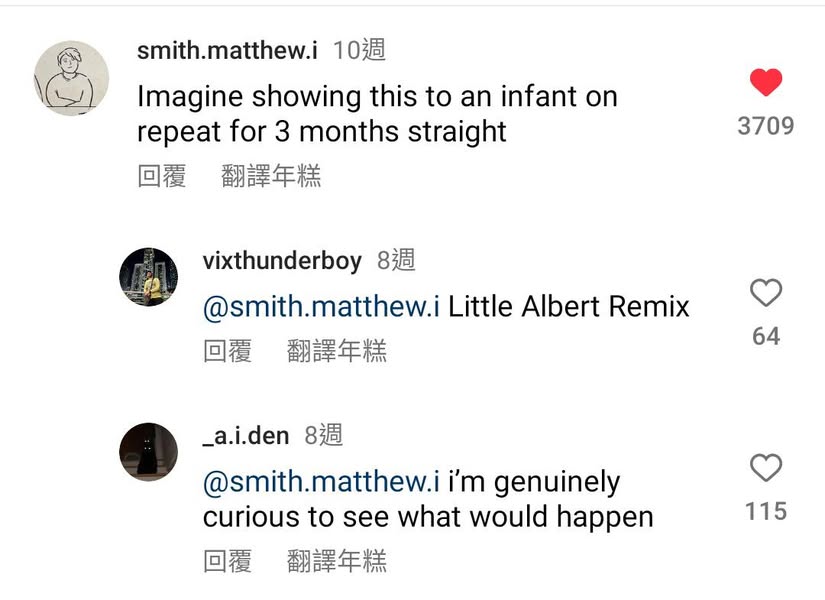 smith.matthew.i 10週
Imagine showing this to an infant on
repeat for 3 months straight
3709
回覆 翻譯年糕
vixthunderboy 8週
@smith.matthew.i Little Albert Remix
64
回覆 翻譯年糕
_a.i.den 8週
@smith.matthew.i i’m genuinely
curious to see what would happen
115
回覆 翻譯年糕